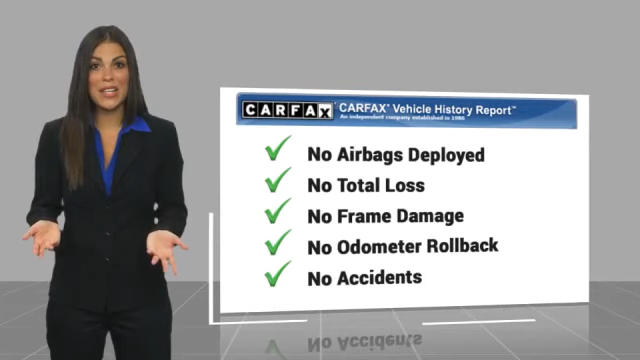 CARFAX CARFAX® Vehicle History Report™
An independent company established in 1986
No Airbags Deployed
No Total Loss
No Frame Damage
No Odometer Rollback
No Accidents
No Accidents